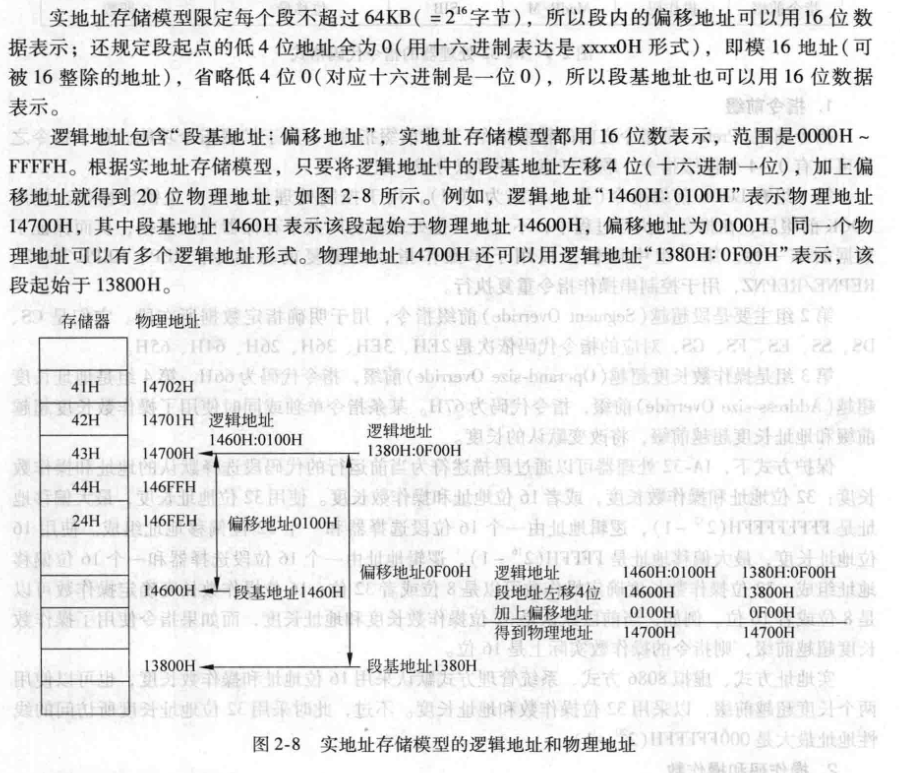 实地址存储模型限定每个段不超过64KB(=2¹⁶字节)，所以段内的偏移地址可以用16位数
据表示；还规定段起点的低4位地址全为0(用十六进制表达是xxxx0H形式)，即模16地址(可
被16整除的地址)，省略低4位0(对应十六进制是一位0)，所以段基地址也可以用16位数据
表示。
逻辑地址包含“段基地址：偏移地址”，实地址存储模型都用16位数表示，范围是0000H~
FFFFH。根据实地址存储模型，只要将逻辑地址中的段基地址左移4位(十六进制一位)，加上偏
移地址就得到20位物理地址，如图2-8所示。例如，逻辑地址“1460H：0100H”表示物理地址
14700H，其中段基地址1460H表示该段起始于物理地址14600H，偏移地址为0100H。同一个物
理地址可以有多个逻辑地址形式。物理地址14700H还可以用逻辑地址“1380H：0F00H”表示，该
段起始于13800H。
存储器 物理地址
41H 14702H
42H 14701H 逻辑地址
1460H:0100H 逻辑地址
43H 14700H 1380H:0F00H
44H 146FFH
24H 146FEH 偏移地址0100H
偏移地址0F00H 逻辑地址 1460H:0100H 1380H:0F00H
14600H 段基地址1460H 段地址左移4位 14600H 13800H
加上偏移地址 0100H 0F00H
得到物理地址 14700H 14700H
13800H 段基地址1380H
图2-8 实地址存储模型的逻辑地址和物理地址